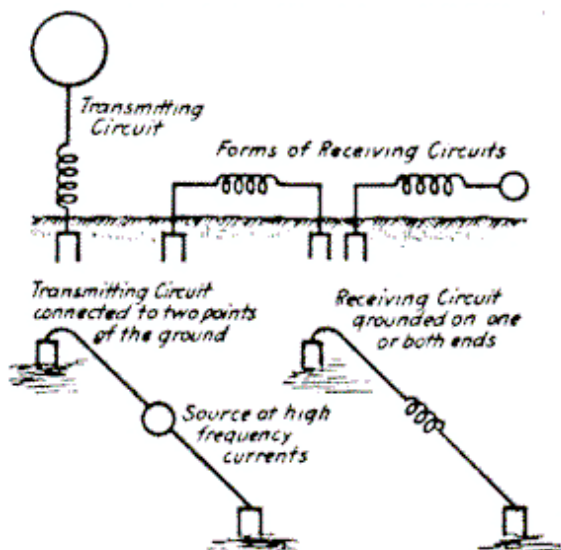 Transmitting
Circuit
Forms of Receiving Circuits
Transmitting Circuit
connected to two points
of the ground
Receiving Circuit
grounded on one
or both ends
Source of high
frequency
currents